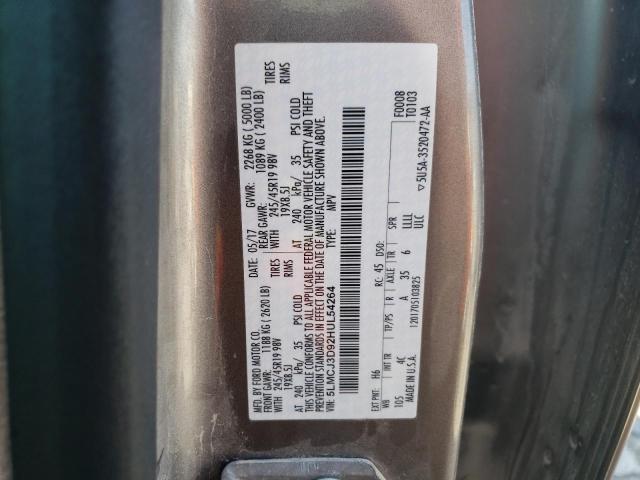 MFD. BY FORD MOTOR CO.
DATE: 05/17 GVWR: 2268 KG ( 5000 LB)
FRONT GAWR: 1188 KG ( 2620 LB) REAR GAWR: 1089 KG ( 2400 LB)
WITH 245/45R19 98V TIRES WITH 245/45R19 98V TIRES
19X8.5J RIMS 19X8.5J RIMS
AT 240 kPa/ 35 PSI COLD AT 240 kPa/ 35 PSI COLD
THIS VEHICLE CONFORMS TO ALL APPLICABLE FEDERAL MOTOR VEHICLE SAFETY AND THEFT
PREVENTION STANDARDS IN EFFECT ON THE DATE OF MANUFACTURE SHOWN ABOVE.
VIN: 5LMCJ3D92HUL54264 TYPE: MPV
F0008
T0103
EXT PNT: H6 RC: 45 DSO:
WB INT TR TP/PS R AXLE TR SPR
105 4C A 35 6 LLLL
1201705103825 ULC
▽5U5A-3520472-AA